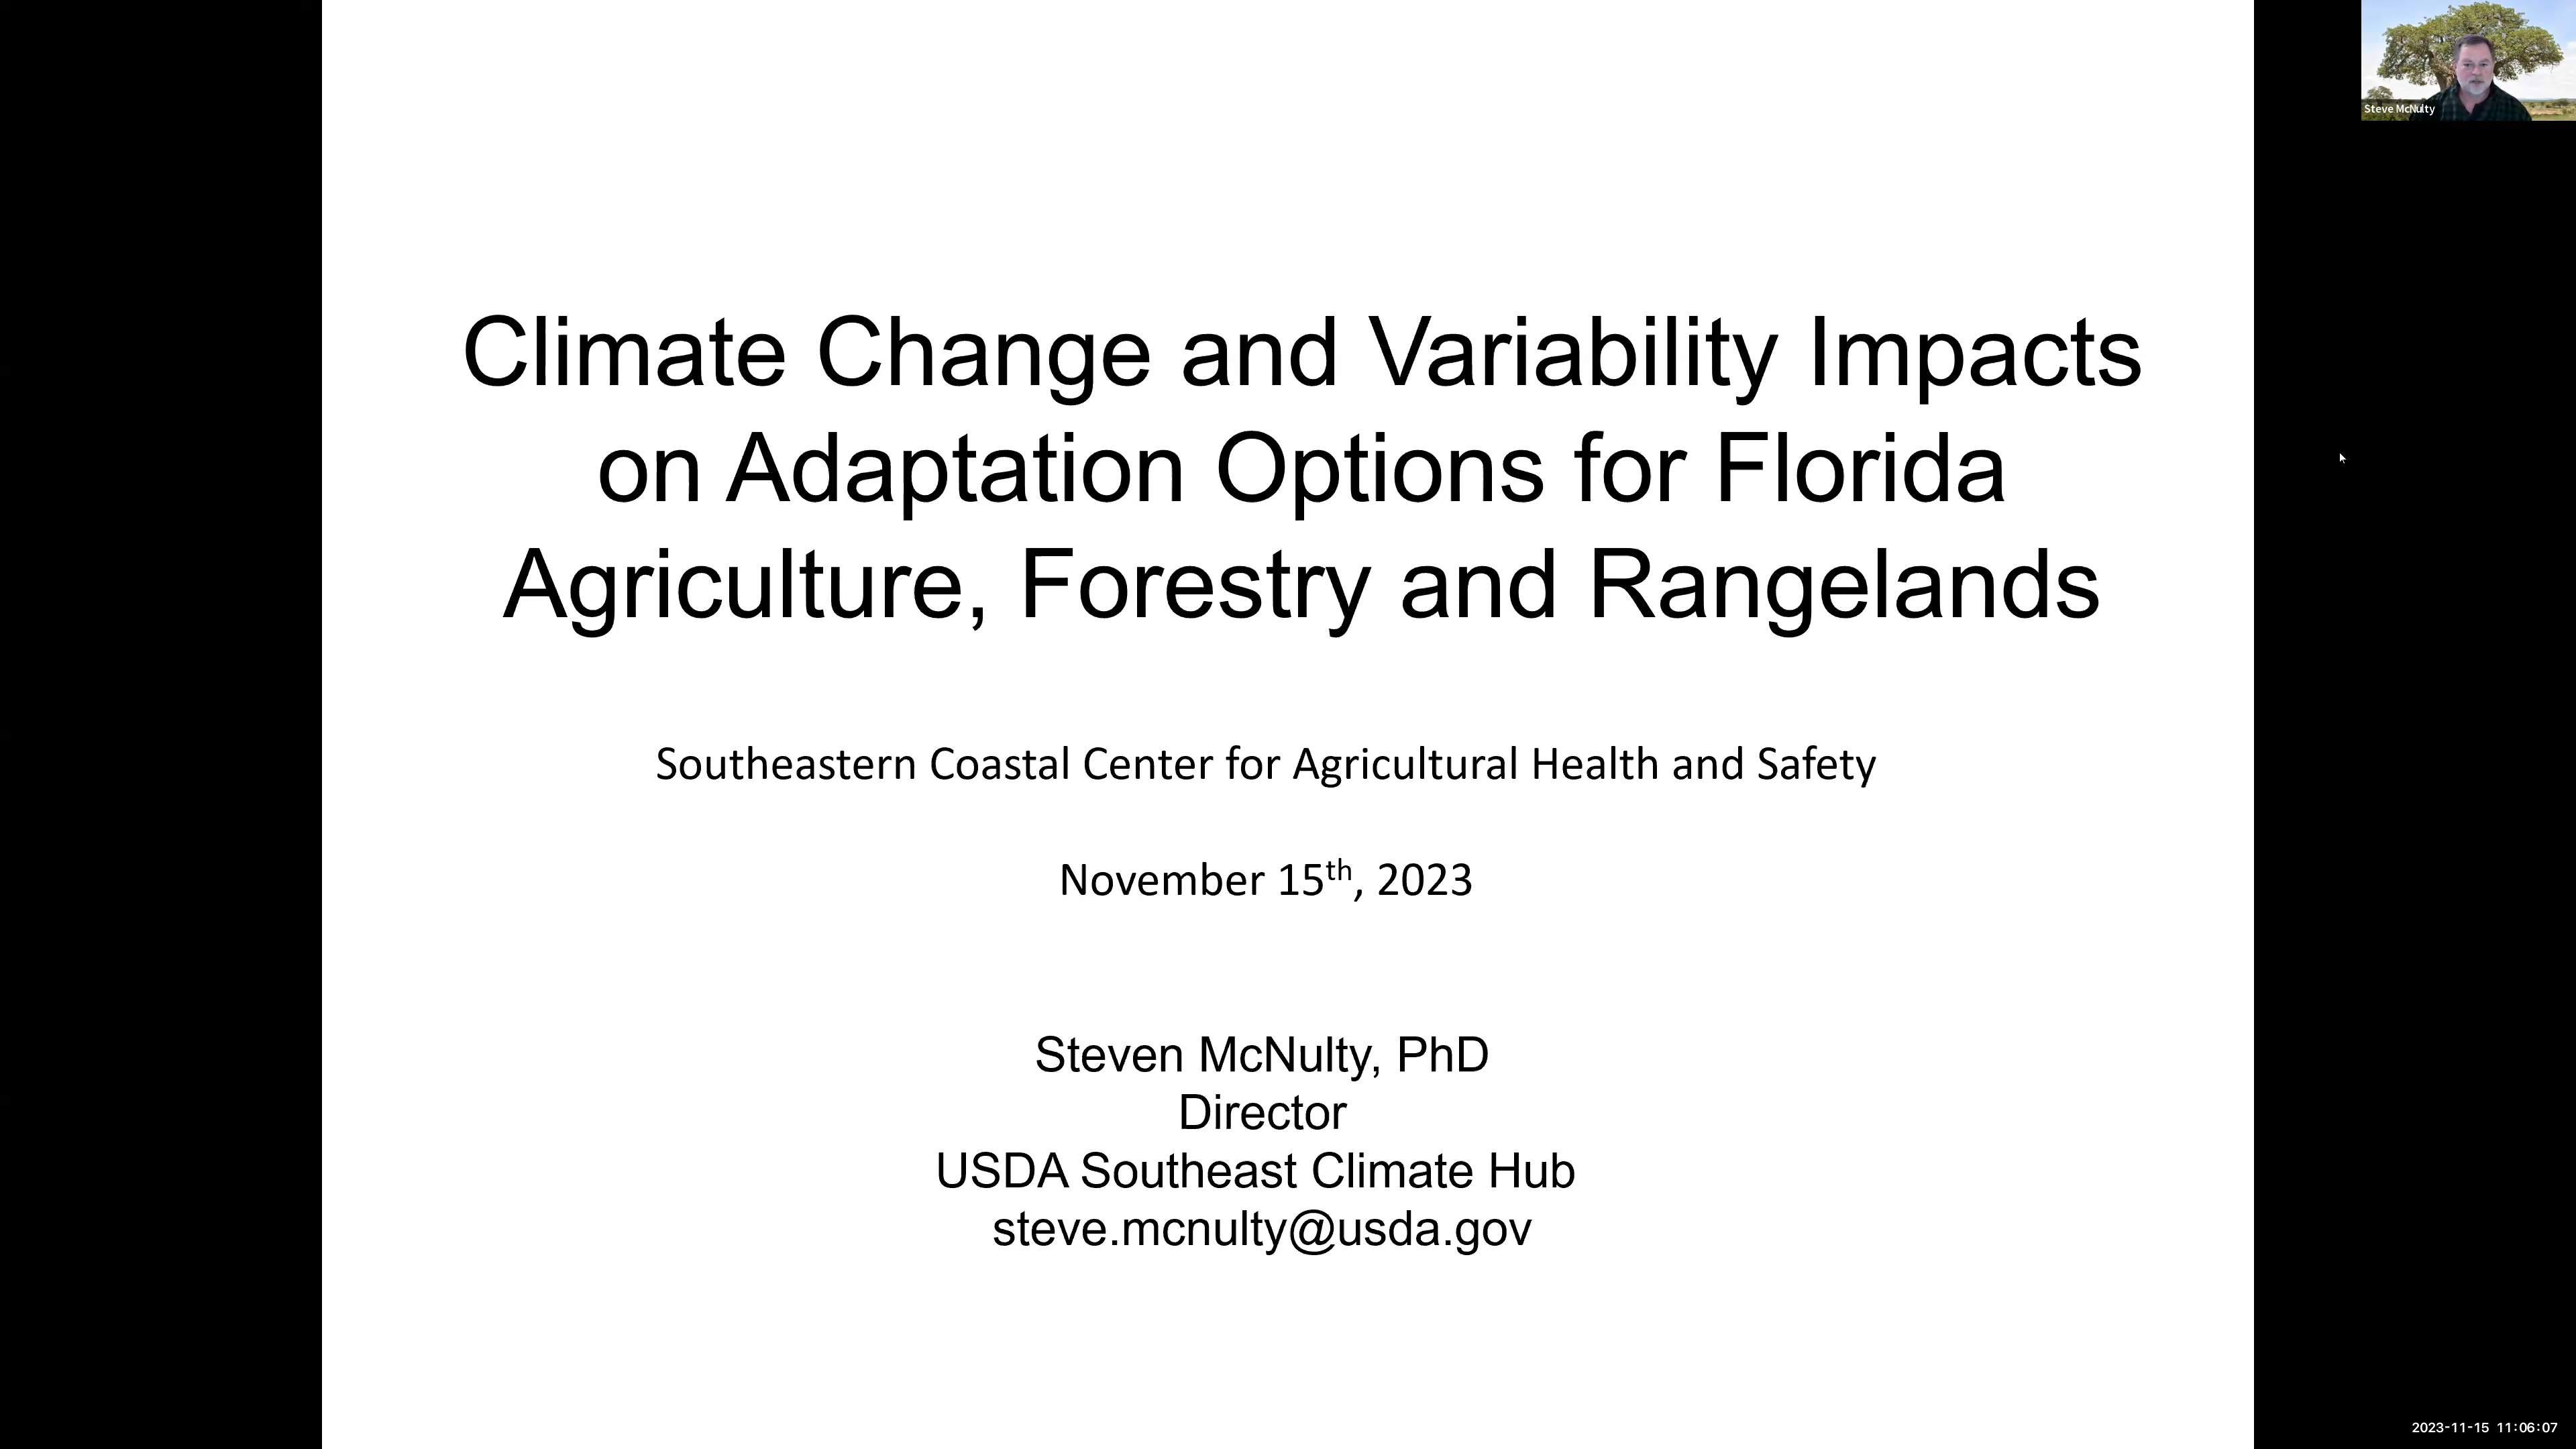 Steve McNulty
Climate Change and Variability Impacts
on Adaptation Options for Florida
Agriculture, Forestry and Rangelands
Southeastern Coastal Center for Agricultural Health and Safety
November 15th, 2023
Steven McNulty, PhD
Director
USDA Southeast Climate Hub
steve.mcnulty@usda.gov
2023-11-15 11:06:07